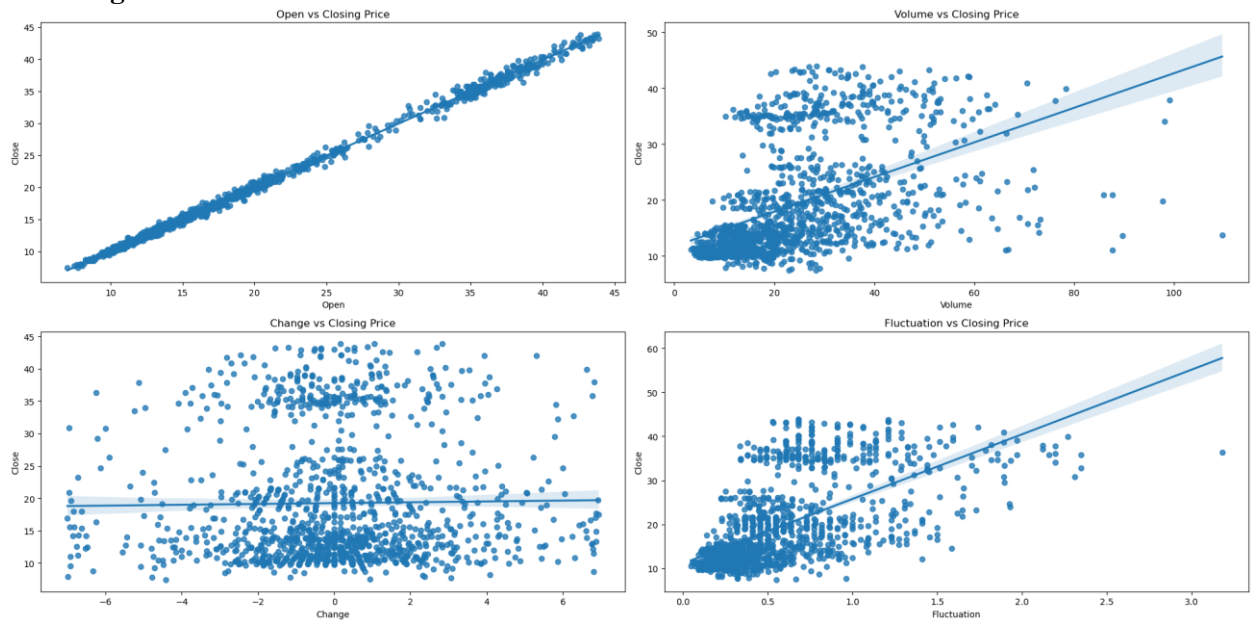 Open vs Closing Price
45
40
35
30
25
20
15
10
Close
10 15 20 25 30 35 40 45
Open
Volume vs Closing Price
50
40
30
20
10
Close
0 20 40 60 80 100
Volume
Change vs Closing Price
45
40
35
30
25
20
15
10
Close
−6 −4 −2 0 2 4 6
Change
Fluctuation vs Closing Price
60
50
40
30
20
10
Close
0.0 0.5 1.0 1.5 2.0 2.5 3.0
Fluctuation